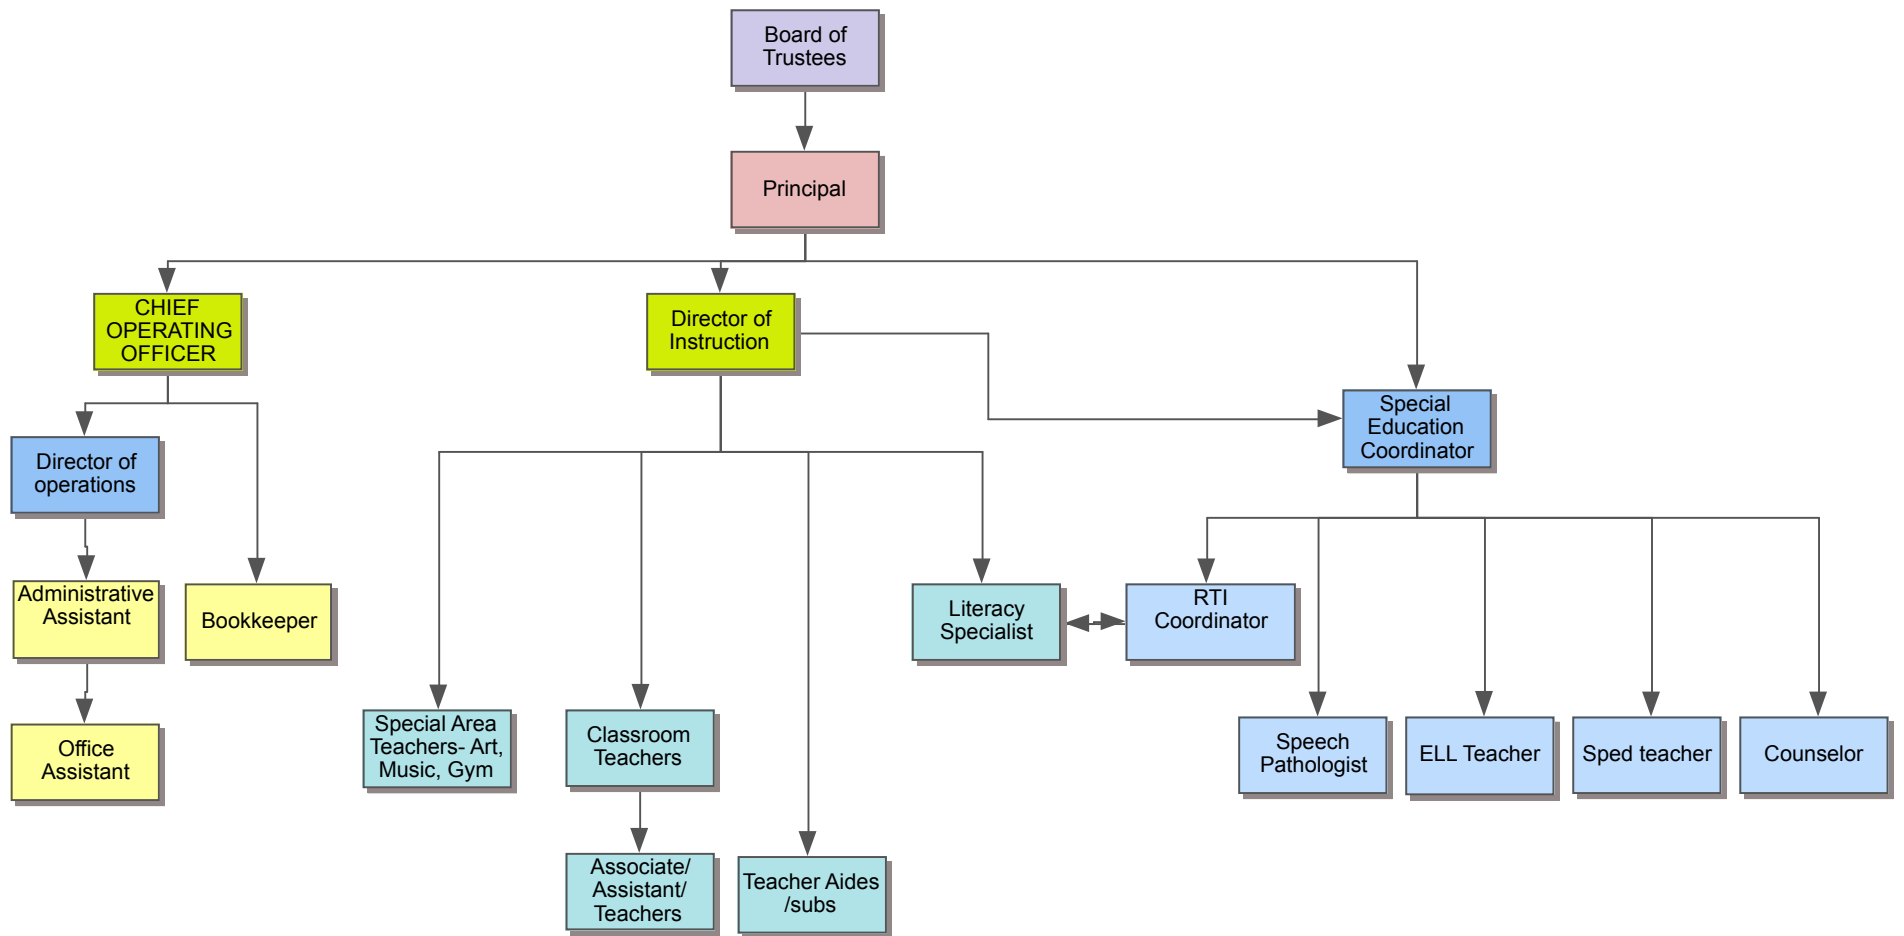 Board of
Trustees
Principal
CHIEF
OPERATING
OFFICER
Director of
Instruction
Special
Education
Coordinator
Director of
operations
Administrative
Assistant
Bookkeeper
Literacy
Specialist
RTI
Coordinator
Office
Assistant
Special Area
Teachers- Art,
Music, Gym
Classroom
Teachers
Speech
Pathologist
ELL Teacher
Sped teacher
Counselor
Associate/
Assistant/
Teachers
Teacher Aides
/subs